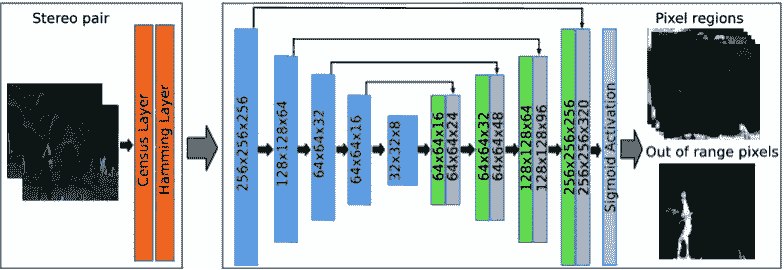 Stereo pair
Census Layer
Hamming Layer
256x256x256
128x128x64
64x64x32
64x64x16
32x32x8
64x64x16
64x64x24
64x64x32
64x64x48
128x128x64
128x128x96
256x256x256
256x256x320
Sigmoid Activation
Pixel regions
Out of range pixels